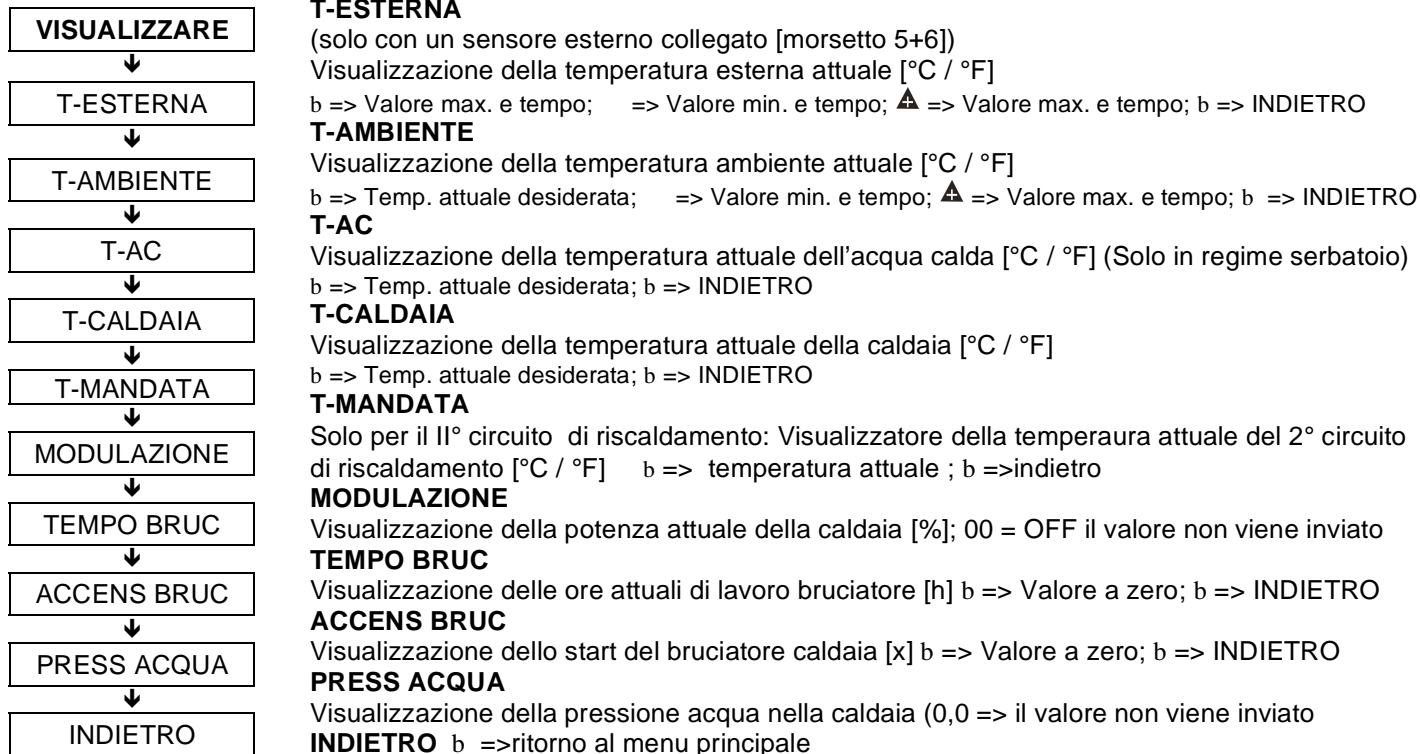 VISUALIZZARE
T-ESTERNA
T-AMBIENTE
T-AC
T-CALDAIA
T-MANDATA
MODULAZIONE
TEMPO BRUC
ACCENS BRUC
PRESS ACQUA
INDIETRO
T-ESTERNA
(solo con un sensore esterno collegato [morsetto 5+6])
Visualizzazione della temperatura esterna attuale [°C / °F]
b => Valore max. e tempo; => Valore min. e tempo; + => Valore max. e tempo; b => INDIETRO
T-AMBIENTE
Visualizzazione della temperatura ambiente attuale [°C / °F]
b => Temp. attuale desiderata; => Valore min. e tempo; + => Valore max. e tempo; b => INDIETRO
T-AC
Visualizzazione della temperatura attuale dell'acqua calda [°C / °F] (Solo in regime serbatoio)
b => Temp. attuale desiderata; b => INDIETRO
T-CALDAIA
Visualizzazione della temperatura attuale della caldaia [°C / °F]
b => Temp. attuale desiderata; b => INDIETRO
T-MANDATA
Solo per il II° circuito di riscaldamento: Visualizzatore della temperaura attuale del 2° circuito
di riscaldamento [°C / °F] b => temperatura attuale ; b =>indietro
MODULAZIONE
Visualizzazione della potenza attuale della caldaia [%]; 00 = OFF il valore non viene inviato
TEMPO BRUC
Visualizzazione delle ore attuali di lavoro bruciatore [h] b => Valore a zero; b => INDIETRO
ACCENS BRUC
Visualizzazione dello start del bruciatore caldaia [x] b => Valore a zero; b => INDIETRO
PRESS ACQUA
Visualizzazione della pressione acqua nella caldaia (0,0 => il valore non viene inviato
INDIETRO b =>ritorno al menu principale